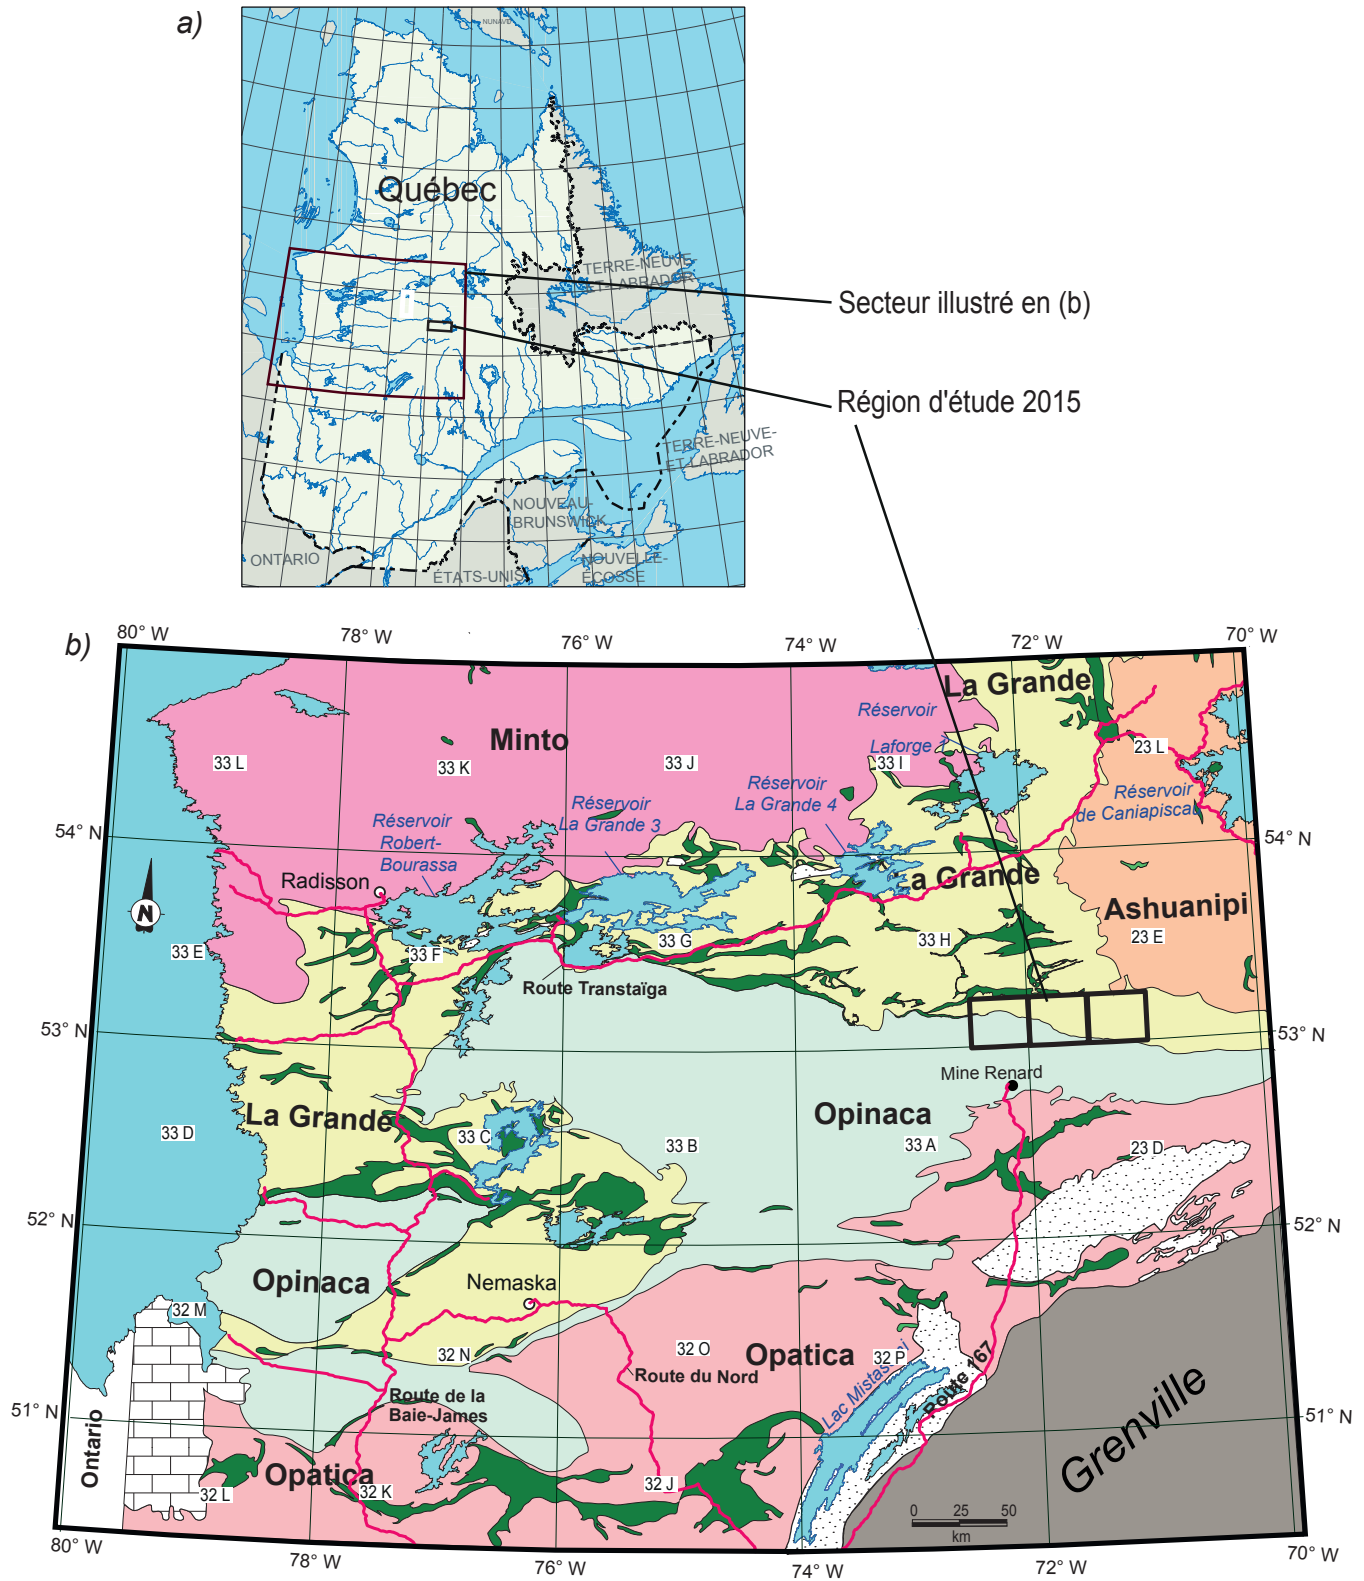 a)
NUNAVUT
Québec
TERRE-NEUVE
ET-LABRADOR
Secteur illustré en (b)
Région d'étude 2015
TERRE-NEUVE-
ET-LABRADOR
NOUVEAU-
BRUNSWICK
ONTARIO
ÉTATS-UNIS
NOUVELLE-
ÉCOSSE
b)
80° W
78° W
76° W
74° W
72° W
70° W
La Grande
Réservoir
Laforge 1
Minto
33 L
33 K
33 J
33 I
23 L
Réservoir
La Grande 4
Réservoir
de Caniapiscau
Réservoir
La Grande 3
Réservoir
Robert-
Bourassa
54° N
54° N
Radisson
La Grande
Ashuanipi
N
33 E
33 F
33 G
33 H
23 E
Route Transtaïga
53° N
53° N
Mine Renard
La Grande
Opinaca
33 D
33 C
33 B
33 A
23 D
52° N
52° N
Opinaca
Nemaska
32 M
32 N
32 O
Opatica
32 P
Route du Nord
Lac Mistassini
Route 167
Route de la
Baie-James
51° N
51° N
Ontario
Grenville
Opatica
32 L
32 K
32 J
0 25 50
km
80° W
78° W
76° W
74° W
72° W
70° W